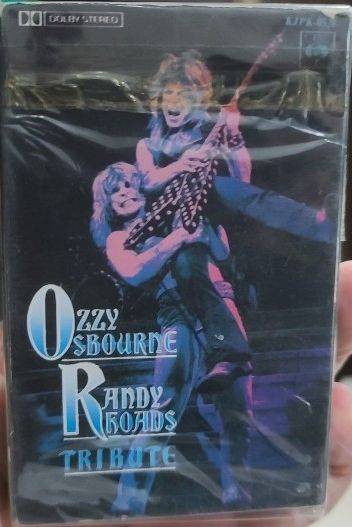 DOLBY STEREO
OZZY
OSBOURNE
RANDY
RHOADS
TRIBUTE